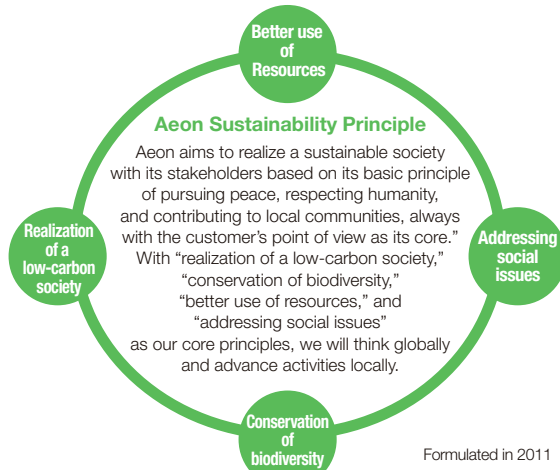 Better use
of
Resources
Aeon Sustainability Principle
Aeon aims to realize a sustainable society
with its stakeholders based on its basic principle
of pursuing peace, respecting humanity,
and contributing to local communities, always
with the customer's point of view as its core.”
With “realization of a low-carbon society,”
“conservation of biodiversity,”
“better use of resources,” and
“addressing social issues”
as our core principles, we will think globally
and advance activities locally.
Realization
of a
low-carbon
society
Addressing
social
issues
Conservation
of
biodiversity
Formulated in 2011